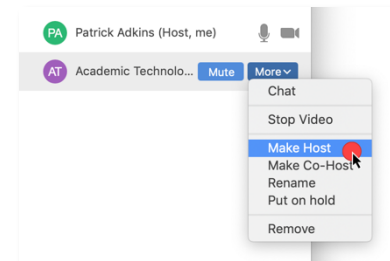 PA Patrick Adkins (Host, me)
AT Academic Technolo... Mute More
Chat
Stop Video
Make Host
Make Co-Host
Rename
Put on hold
Remove